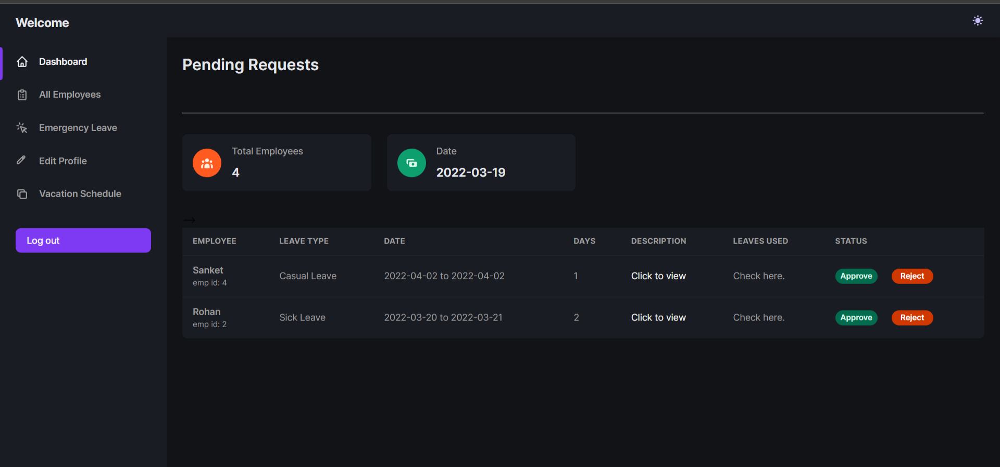 Welcome
Dashboard
All Employees
Emergency Leave
Edit Profile
Vacation Schedule
Log out
Pending Requests
Total Employees
4
Date
2022-03-19
-->
EMPLOYEE LEAVE TYPE DATE DAYS DESCRIPTION LEAVES USED STATUS
Sanket
emp id: 4
Casual Leave 2022-04-02 to 2022-04-02 1 Click to view Check here. Approve Reject
Rohan
emp id: 2
Sick Leave 2022-03-20 to 2022-03-21 2 Click to view Check here. Approve Reject